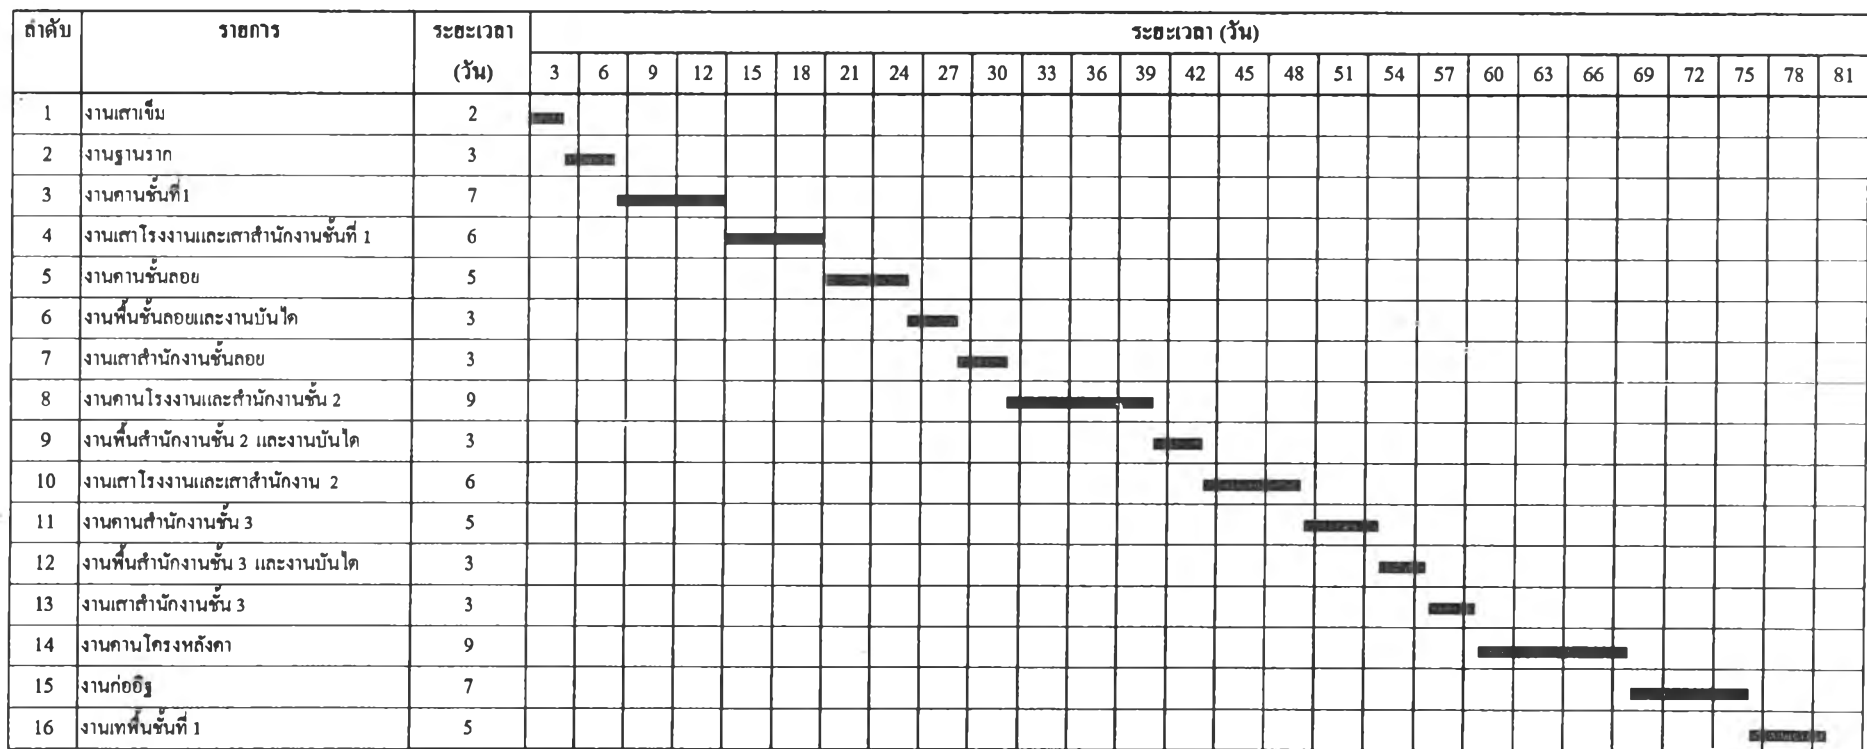 ลำดับ รายการ ระยะเวลา ระยะเวลา (วัน)
(วัน) 3 6 9 12 15 18 21 24 27 30 33 36 39 42 45 48 51 54 57 60 63 66 69 72 75 78 81
1 งานเสาเข็ม 2
2 งานฐานราก 3
3 งานคานชั้นที่1 7
4 งานเสาโรงงานและเสาสำนักงานชั้นที่ 1 6
5 งานคานชั้นลอย 5
6 งานพื้นชั้นลอยและงานบันได 3
7 งานเสาสำนักงานชั้นลอย 3
8 งานคานโรงงานและสำนักงานชั้น 2 9
9 งานพื้นสำนักงานชั้น 2 และงานบันได 3
10 งานเสาโรงงานและเสาสำนักงาน 2 6
11 งานคานสำนักงานชั้น 3 5
12 งานพื้นสำนักงานชั้น 3 และงานบันได 3
13 งานเสาสำนักงานชั้น 3 3
14 งานคานโครงหลังคา 9
15 งานก่ออิฐ 7
16 งานเทพื้นชั้นที่ 1 5